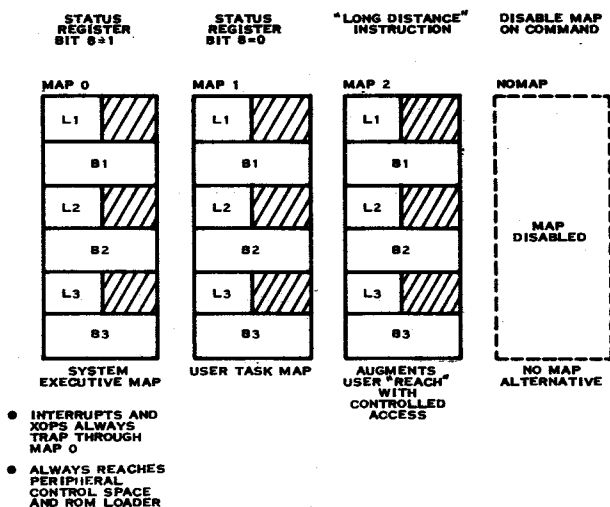 STATUS
REGISTER
BIT 8=1
MAP 0
L1
B1
L2
B2
L3
B3
SYSTEM
EXECUTIVE MAP
● INTERRUPTS AND
XOPS ALWAYS
TRAP THROUGH
MAP 0
● ALWAYS REACHES
PERIPHERAL
CONTROL SPACE
AND ROM LOADER
STATUS
REGISTER
BIT 8=0
MAP 1
L1
B1
L2
B2
L3
B3
USER TASK MAP
"LONG DISTANCE"
INSTRUCTION
MAP 2
L1
B1
L2
B2
L3
B3
AUGMENTS
USER "REACH"
WITH
CONTROLLED
ACCESS
DISABLE MAP
ON COMMAND
NOMAP
MAP
DISABLED
NO MAP
ALTERNATIVE